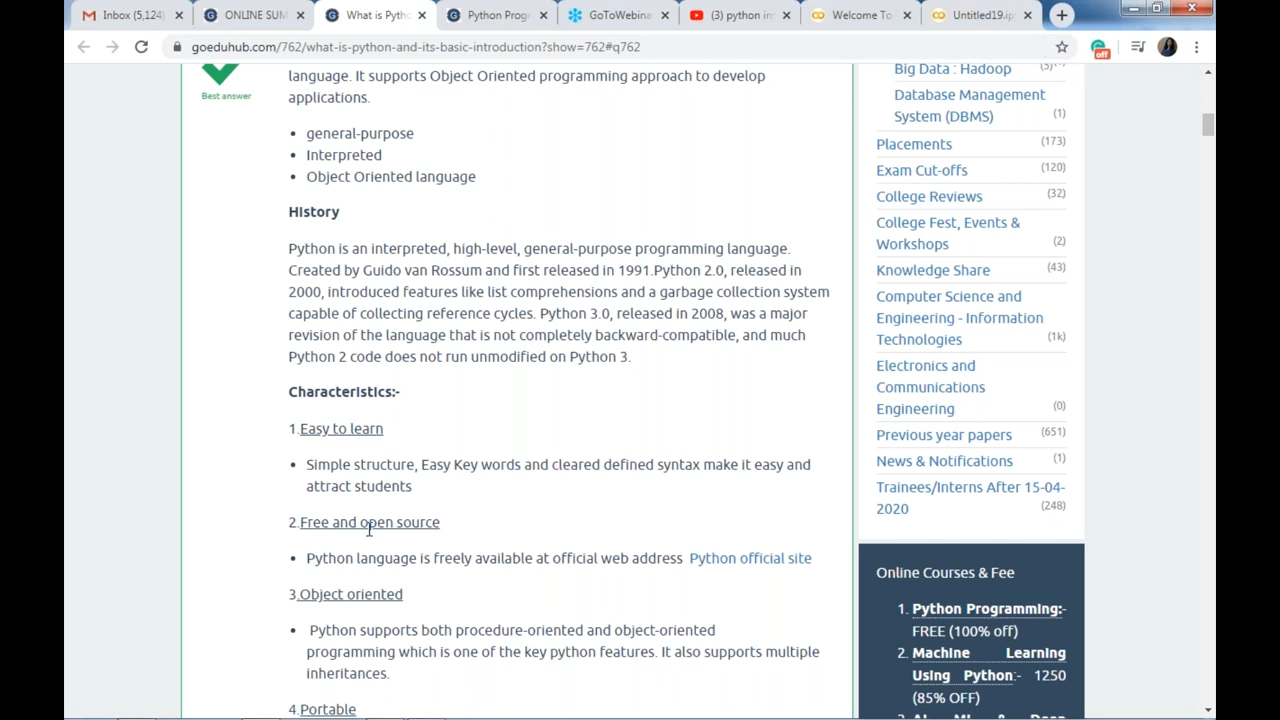 Inbox (5,124)
ONLINE SUM
What is Pyth
Python Prog
GoToWebina
(3) python in
Welcome To
Untitled19.ip
goeduhub.com/762/what-is-python-and-its-basic-introduction?show=762#q762
off
Best answer
language. It supports Object Oriented programming approach to develop
applications.
• general-purpose
• Interpreted
• Object Oriented language
History
Python is an interpreted, high-level, general-purpose programming language.
Created by Guido van Rossum and first released in 1991.Python 2.0, released in
2000, introduced features like list comprehensions and a garbage collection system
capable of collecting reference cycles. Python 3.0, released in 2008, was a major
revision of the language that is not completely backward-compatible, and much
Python 2 code does not run unmodified on Python 3.
Characteristics:-
1.Easy to learn
• Simple structure, Easy Key words and cleared defined syntax make it easy and
attract students
2.Free and open source
• Python language is freely available at official web address Python official site
3.Object oriented
• Python supports both procedure-oriented and object-oriented
programming which is one of the key python features. It also supports multiple
inheritances.
4.Portable
Big Data : Hadoop
Database Management
System (DBMS) (1)
Placements (173)
Exam Cut-offs (120)
College Reviews (32)
College Fest, Events &
Workshops (2)
Knowledge Share (43)
Computer Science and
Engineering - Information
Technologies (1k)
Electronics and
Communications
Engineering (0)
Previous year papers (651)
News & Notifications (1)
Trainees/Interns After 15-04-
2020 (248)
Online Courses & Fee
1. Python Programming:-
FREE (100% off)
2. Machine Learning
Using Python:- 1250
(85% OFF)